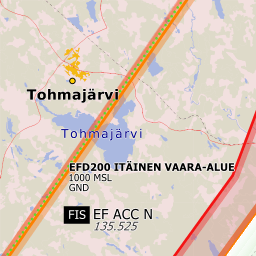 Tohmajärvi
Tohmajärvi
EFD200 ITÄINEN VAARA-ALUE
1000 MSL
GND
FIS EF ACC N
135.525